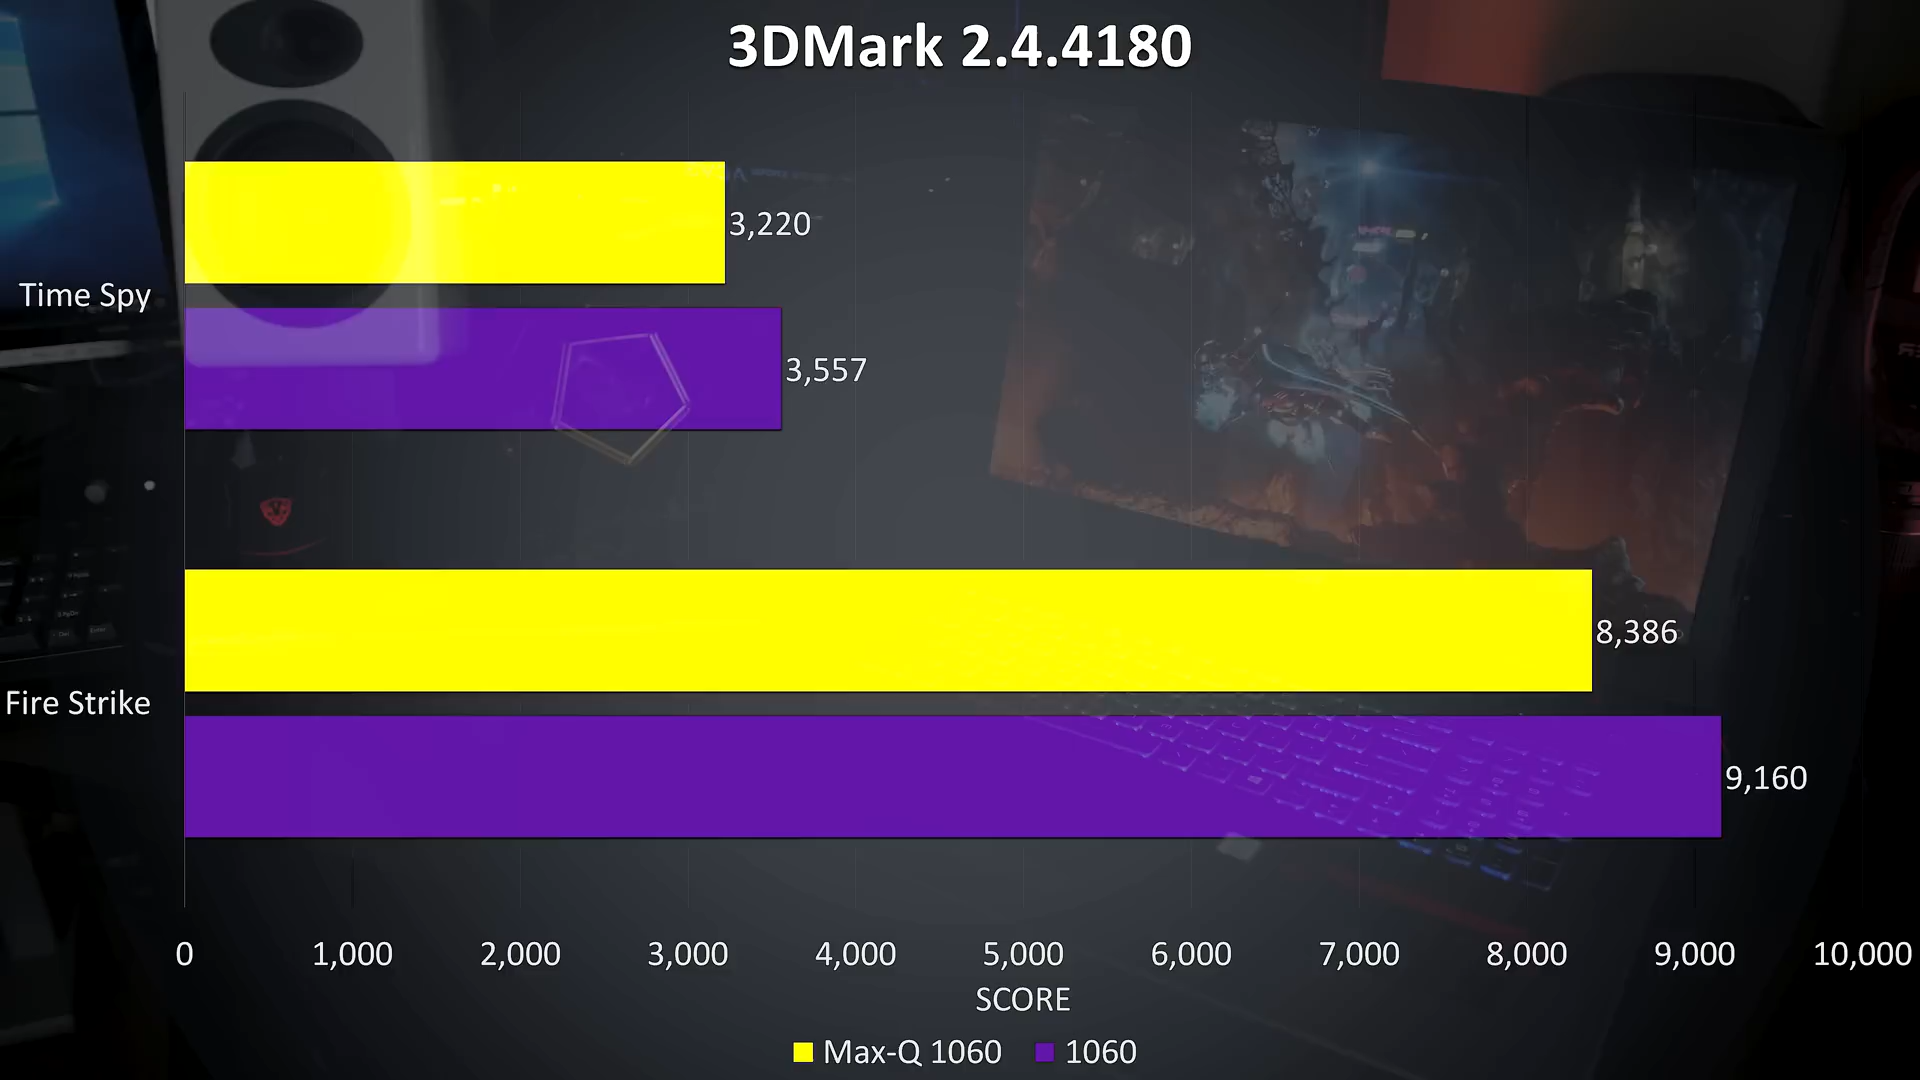 3DMark 2.4.4180
Time Spy
3,220
3,557
Fire Strike
8,386
9,160
0 1,000 2,000 3,000 4,000 5,000 6,000 7,000 8,000 9,000 10,000
SCORE
Max-Q 1060 1060